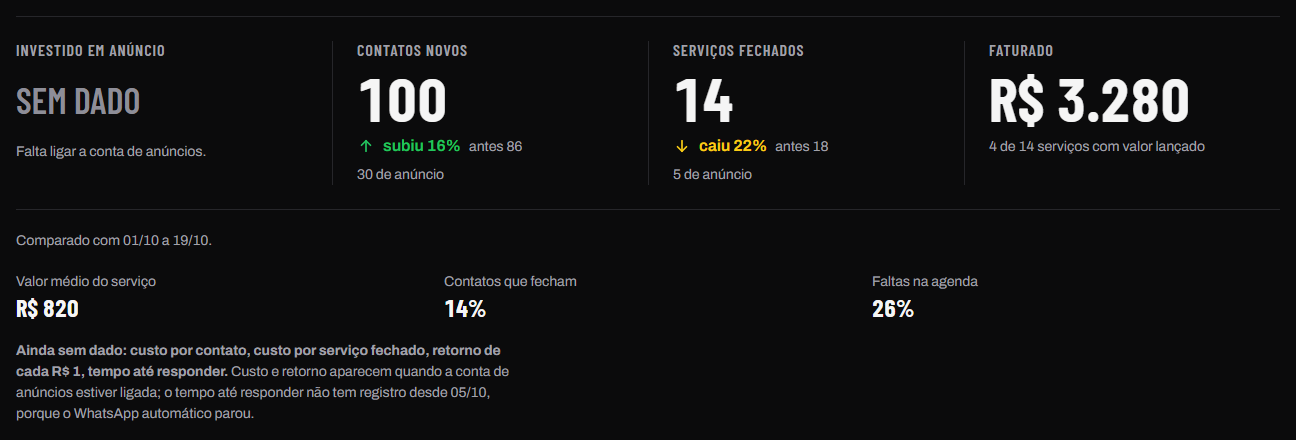 INVESTIDO EM ANÚNCIO
SEM DADO
Falta ligar a conta de anúncios.
CONTATOS NOVOS
100
↑ subiu 16% antes 86
30 de anúncio
SERVIÇOS FECHADOS
14
↓ caiu 22% antes 18
5 de anúncio
FATURADO
R$ 3.280
4 de 14 serviços com valor lançado
Comparado com 01/10 a 19/10.
Valor médio do serviço
R$ 820
Contatos que fecham
14%
Faltas na agenda
26%
Ainda sem dado: custo por contato, custo por serviço fechado, retorno de
cada R$ 1, tempo até responder. Custo e retorno aparecem quando a conta de
anúncios estiver ligada; o tempo até responder não tem registro desde 05/10,
porque o WhatsApp automático parou.